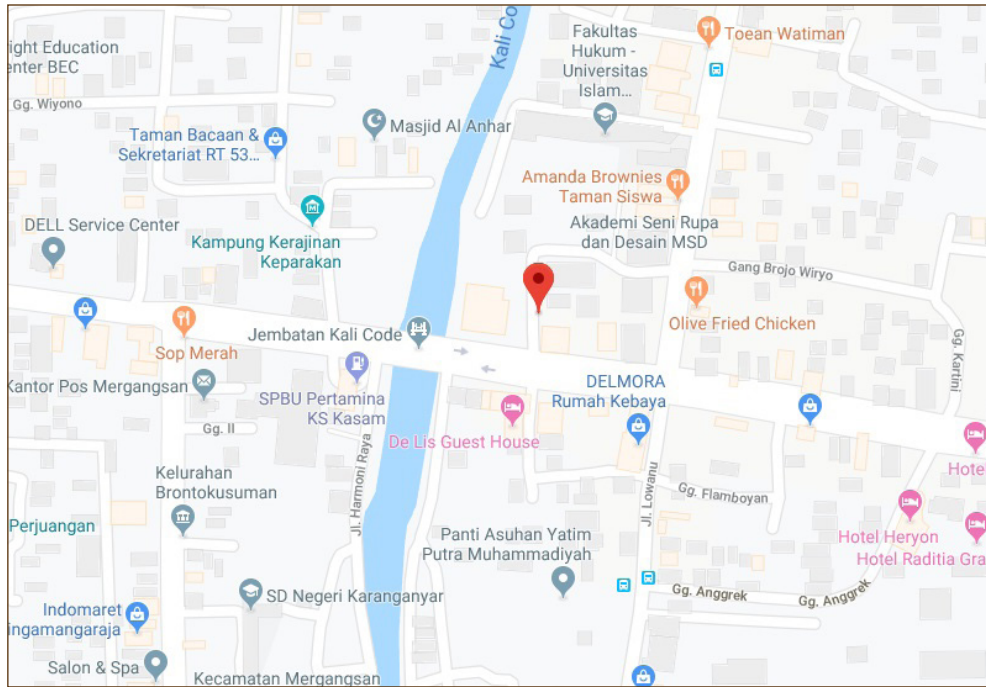 ight Education
enter BEC
Gg. Wiyono
Taman Bacaan &
Sekretariat RT 53...
Masjid Al Anhar
Kali Co
Fakultas
Hukum -
Universitas
Islam...
Toean Watiman
Amanda Brownies
Taman Siswa
Akademi Seni Rupa
dan Desain MSD
DELL Service Center
Kampung Kerajinan
Keparakan
Gang Brojo Wiryo
Olive Fried Chicken
Gg. Kartini
Jembatan Kali Code
Sop Merah
Kantor Pos Mergangsan
SPBU Pertamina
KS Kasam
DELMORA
Rumah Kebaya
De Lis Guest House
Gg. II
Jl. Harmoni Raya
Kelurahan
Brontokusuman
Hotel
Gg. Flamboyan
Jl. Lowanu
Perjuangan
Panti Asuhan Yatim
Putra Muhammadiyah
Hotel Heryon
Hotel Raditia Gra
Gg. Anggrek
Gg. Anggrek
SD Negeri Karanganyar
Indomaret
ingamangaraja
Salon & Spa
Kecamatan Mergangsan